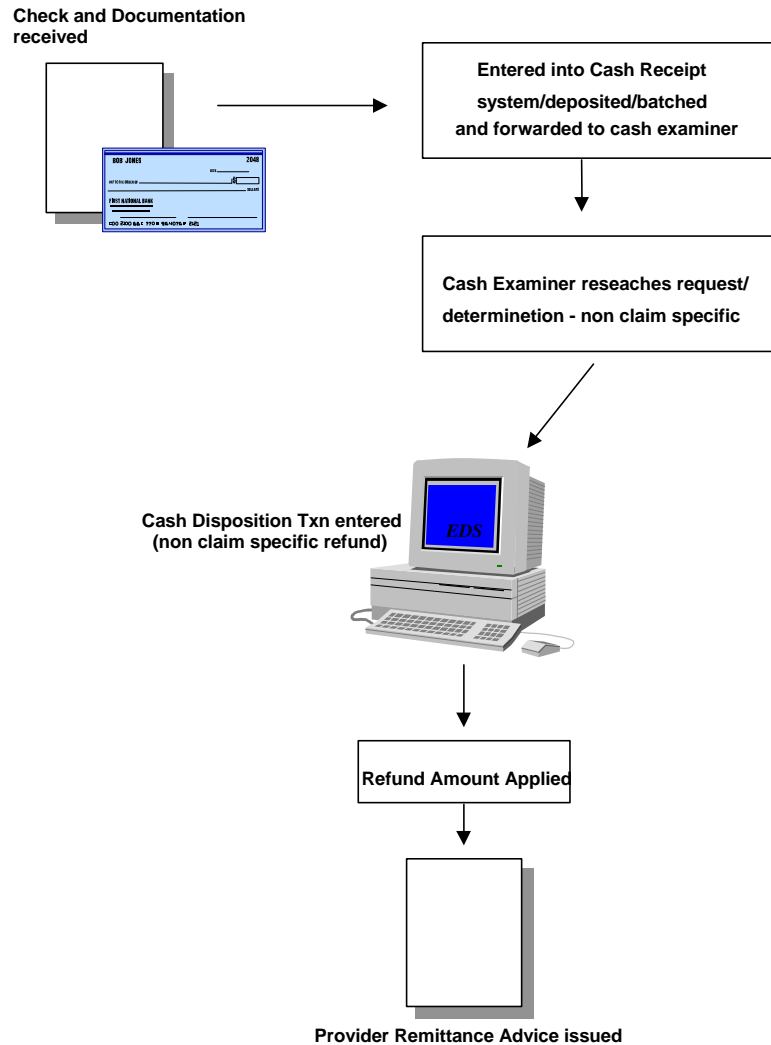 Check and Documentation
received
Entered into Cash Receipt
system/deposited/batched
and forwarded to cash examiner
BOB JONES 2048
FIRST NATIONAL BANK
Cash Examiner reseaches request/
determinetion - non claim specific
Cash Disposition Txn entered
(non claim specific refund)
EDS
Refund Amount Applied
Provider Remittance Advice issued